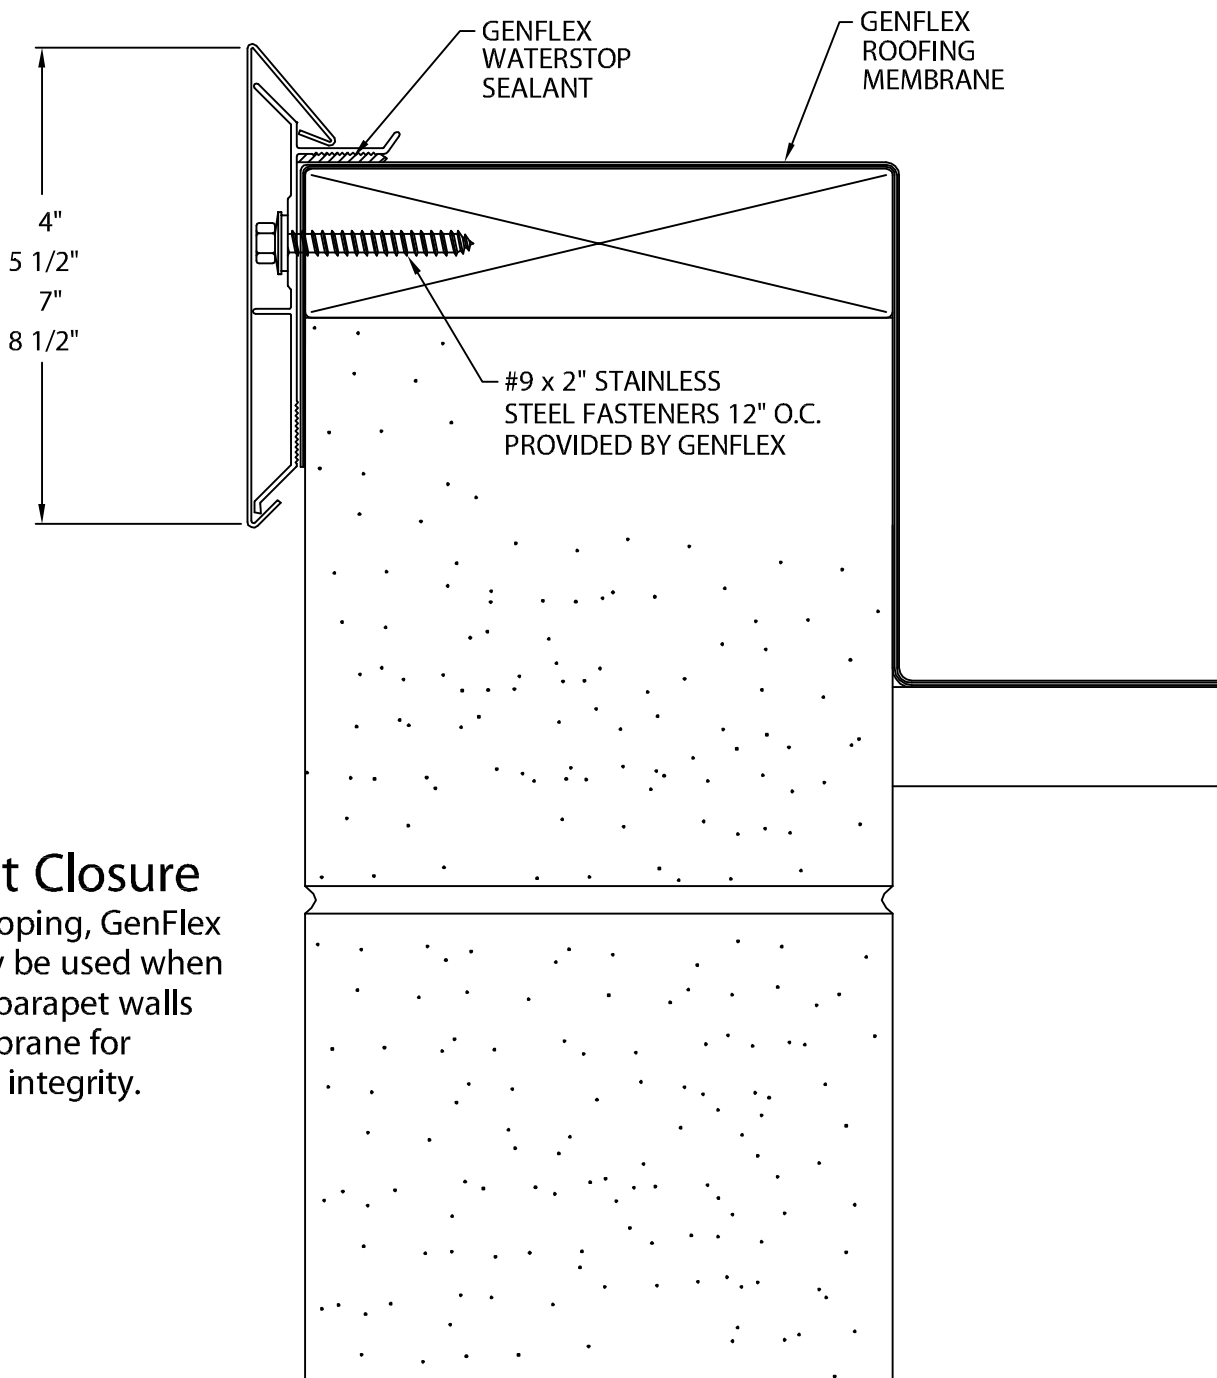 GENFLEX
WATERSTOP
SEALANT
GENFLEX
ROOFING
MEMBRANE
4"
5 1/2"
7"
8 1/2"
#9 x 2" STAINLESS
STEEL FASTENERS 12" O.C.
PROVIDED BY GENFLEX
t Closure
oping, GenFlex
be used when
parapet walls
brane for
integrity.